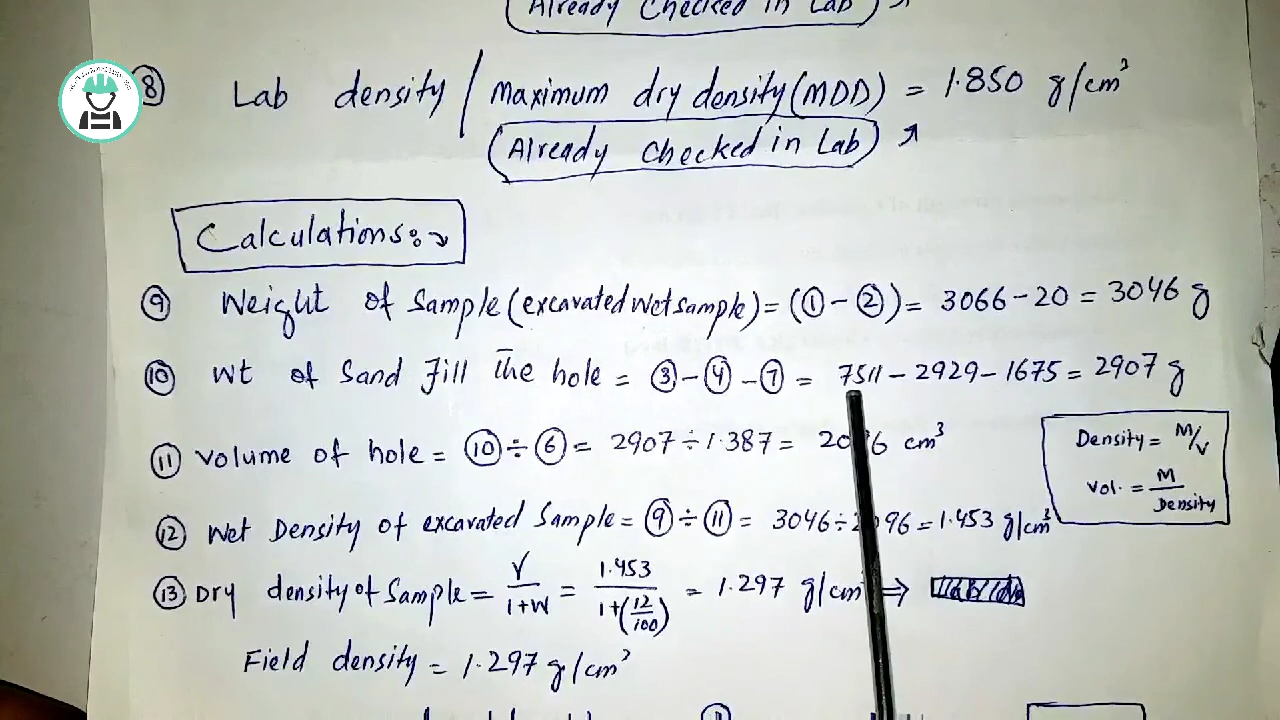 Already Checked in Lab
⑧ Lab density / Maximum dry density (MDD) = 1.850 g/cm³
(Already Checked in Lab)
Calculations:
⑨ Weight of Sample (excavated wet sample) = (① - ②) = 3066 - 20 = 3046 g
⑩ Wt of Sand Fill The hole = ③ - ④ - ⑦ = 7511 - 2929 - 1675 = 2907 g
⑪ Volume of hole = ⑩ ÷ ⑥ = 2907 ÷ 1.387 = cm³
Density = M/V
Vol. = M/Density
⑫ Wet Density of excavated Sample = ⑨ ÷ ⑪ = 3046 ÷ = 1.453 g/cm³
⑬ Dry density of Sample = γ/1+W = 1.453/1+(12/100) = 1.297 g/cm ⇒
Field density = 1.297 g/cm³